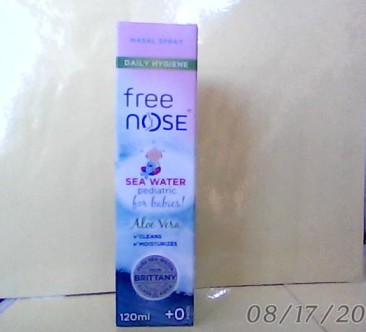 NASAL SPRAY
DAILY HYGIENE
free
nose
SEA WATER
pediatric
for babies!
Aloe Vera
✓CLEANS
✓MOISTURIZES
BRITTANY
120ml +0
08/17/20